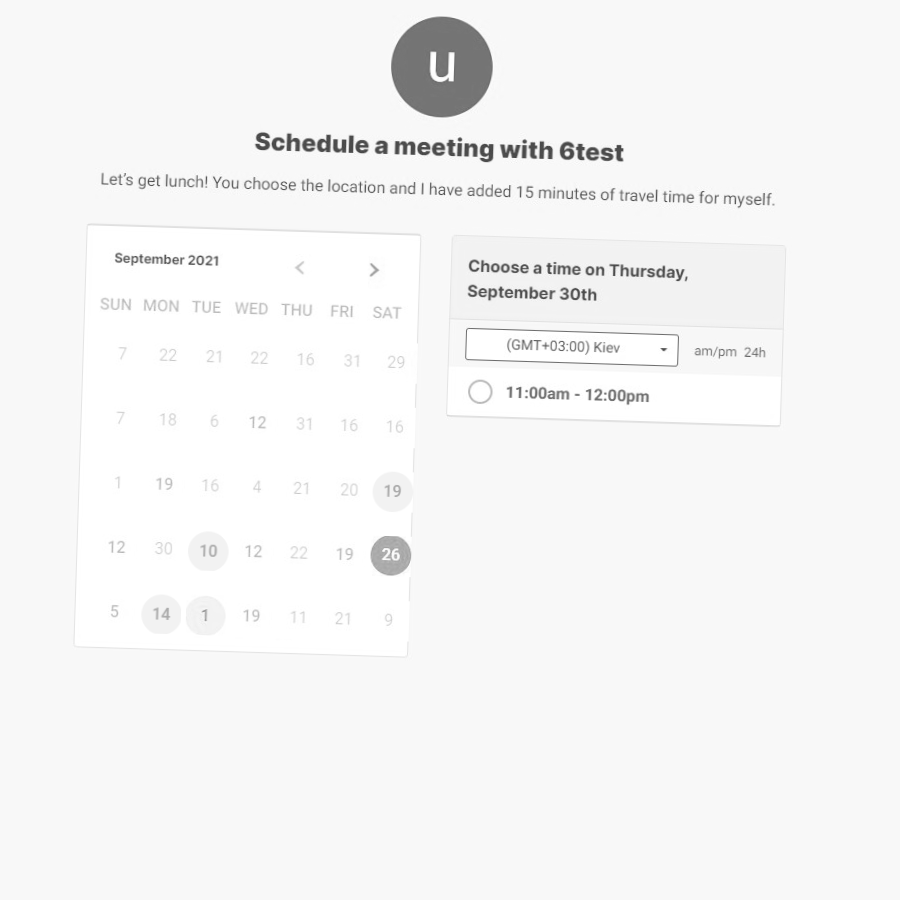 u
Schedule a meeting with 6test
Let's get lunch! You choose the location and I have added 15 minutes of travel time for myself.
September 2021
SUN MON TUE WED THU FRI SAT
7 22 21 22 16 31 29
7 18 6 12 31 16 16
1 19 16 4 21 20 19
12 30 10 12 22 19 26
5 14 1 19 11 21 9
Choose a time on Thursday,
September 30th
(GMT+03:00) Kiev am/pm 24h
11:00am - 12:00pm